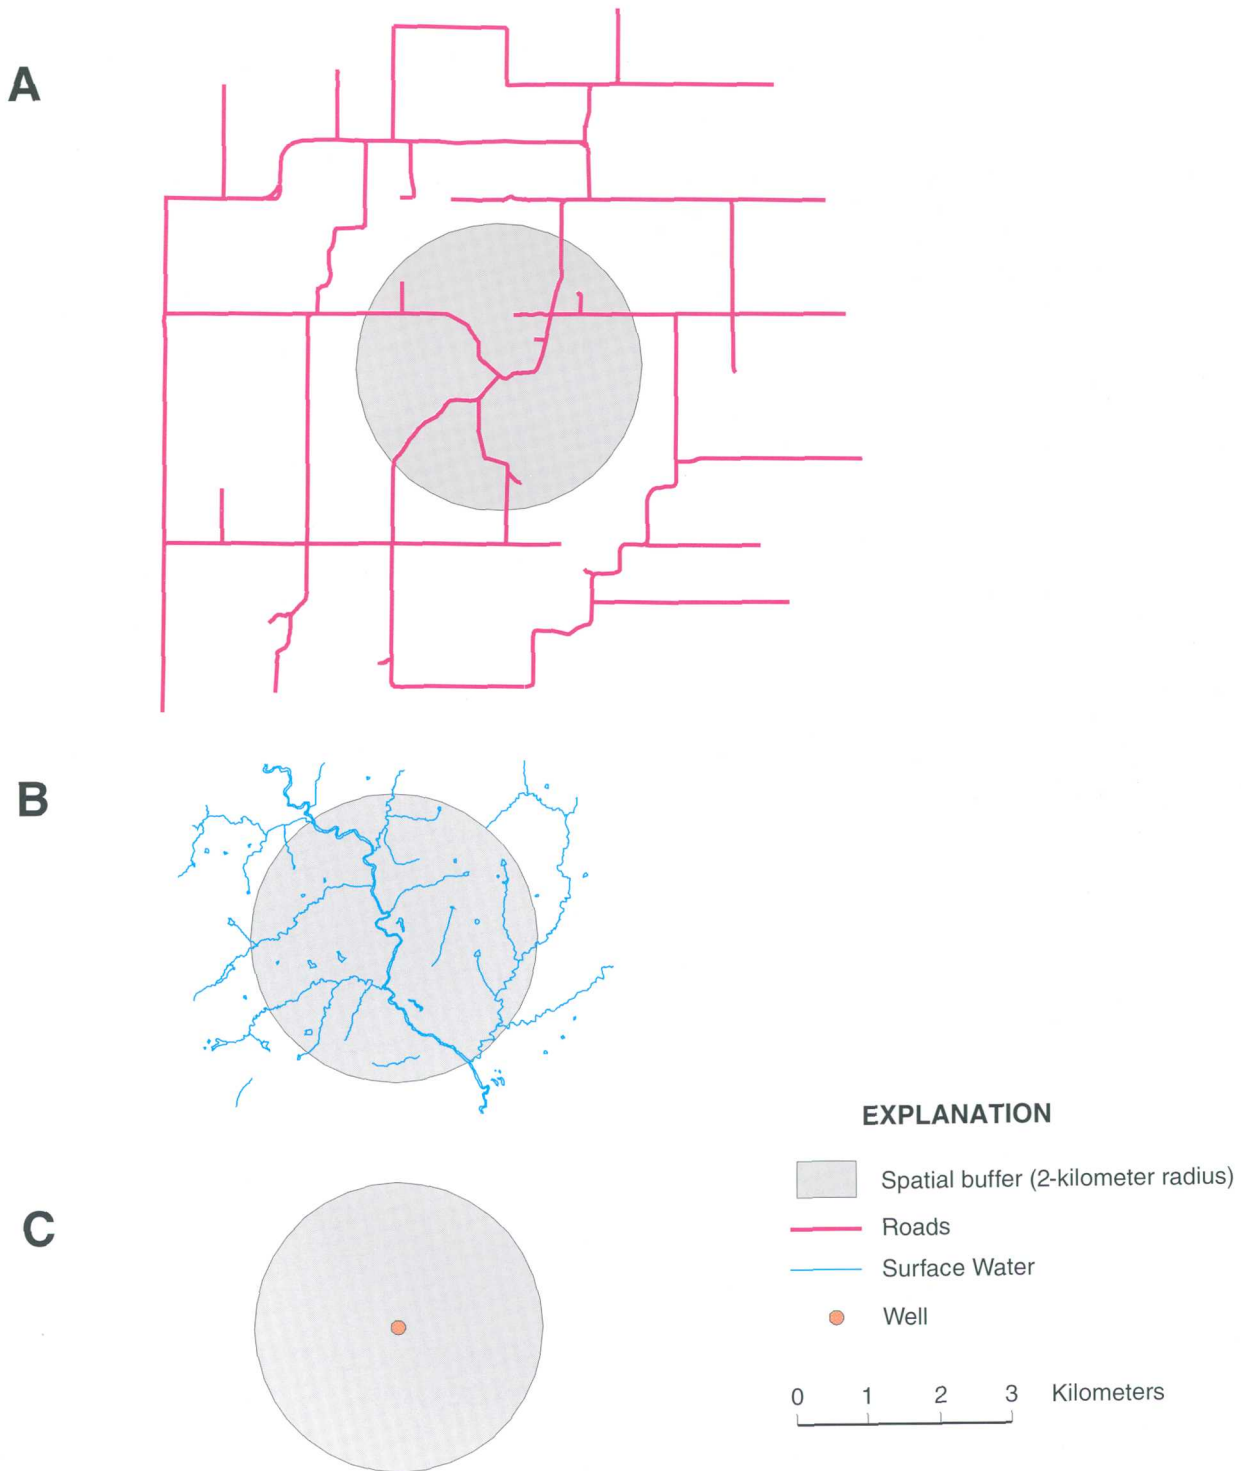 A
B
C
EXPLANATION
Spatial buffer (2-kilometer radius)
Roads
Surface Water
Well
0 1 2 3 Kilometers